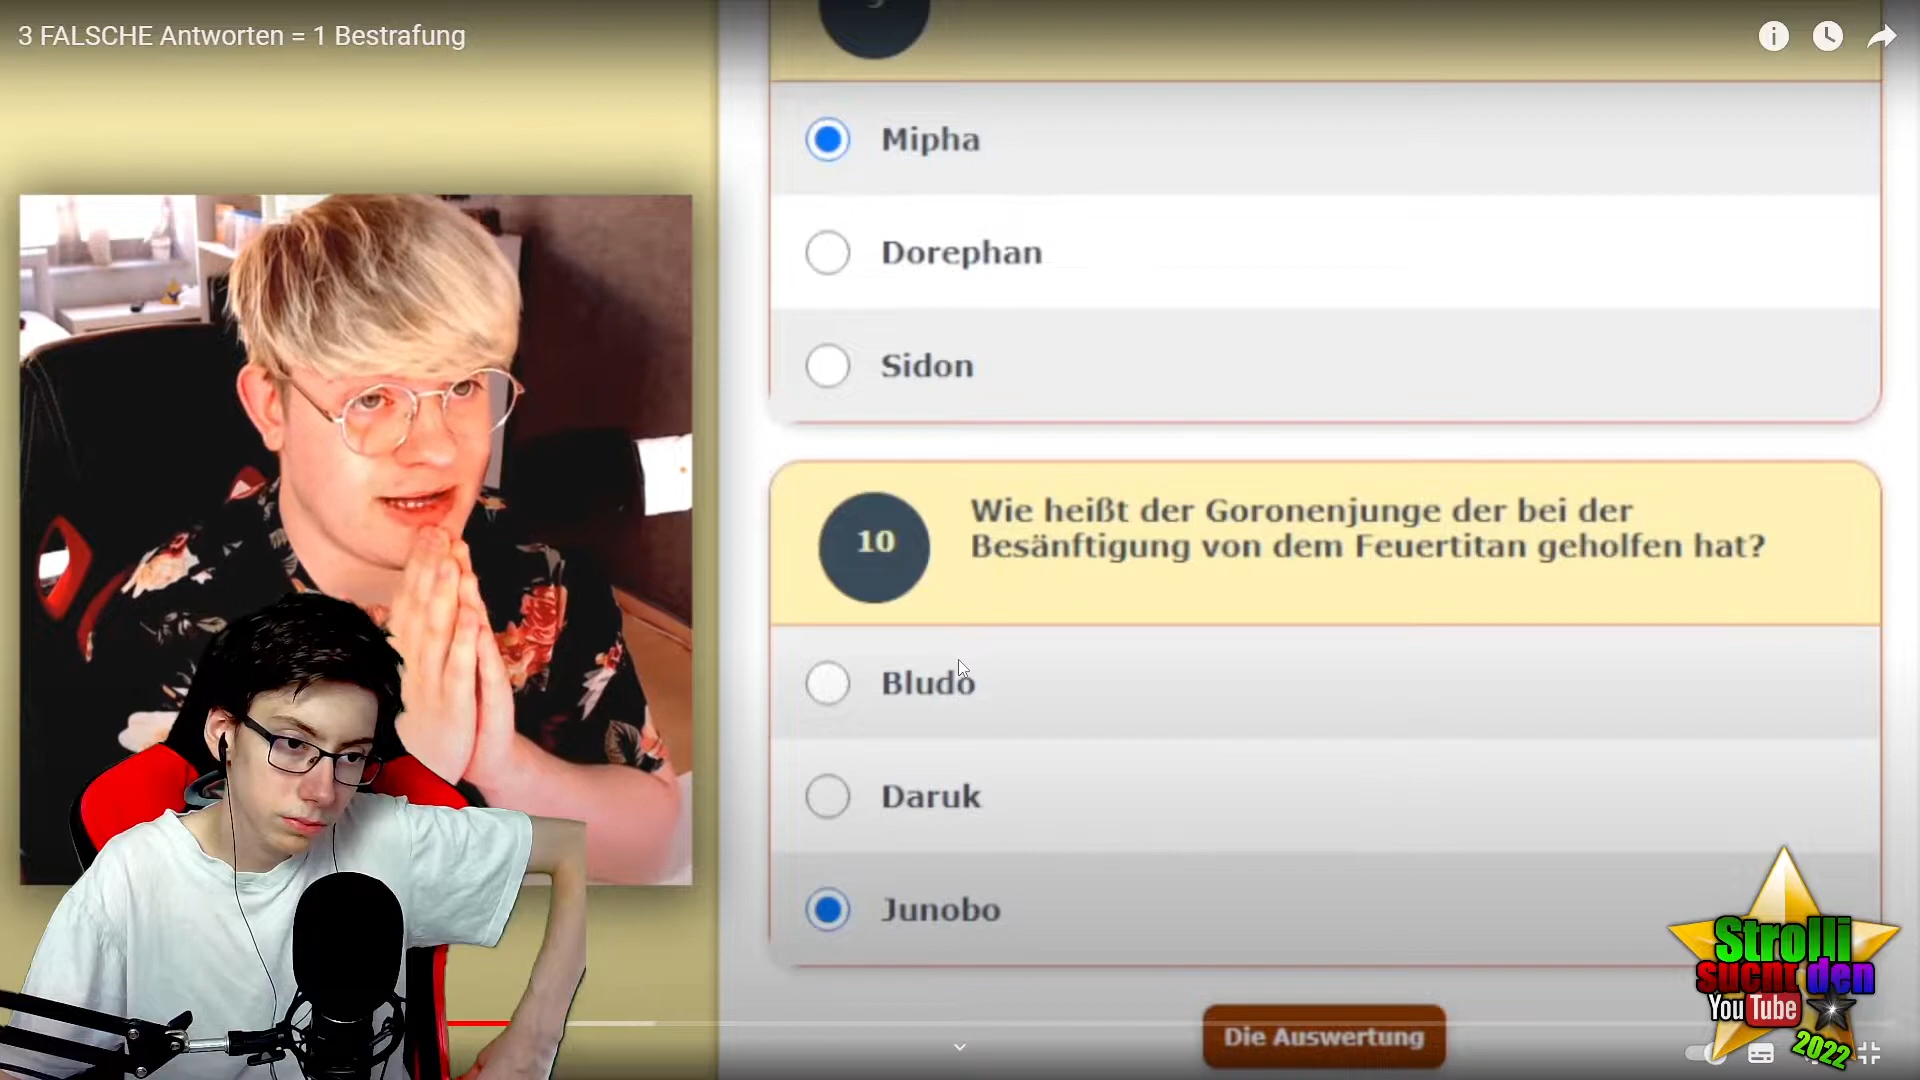 3 FALSCHE Antworten = 1 Bestrafung
Mipha
Dorephan
Sidon
10
Wie heißt der Goronenjunge der bei der
Besänftigung von dem Feuertitan geholfen hat?
Bludo
Daruk
Junobo
Die Auswertung
Strolli
sucht den
YouTube
2022